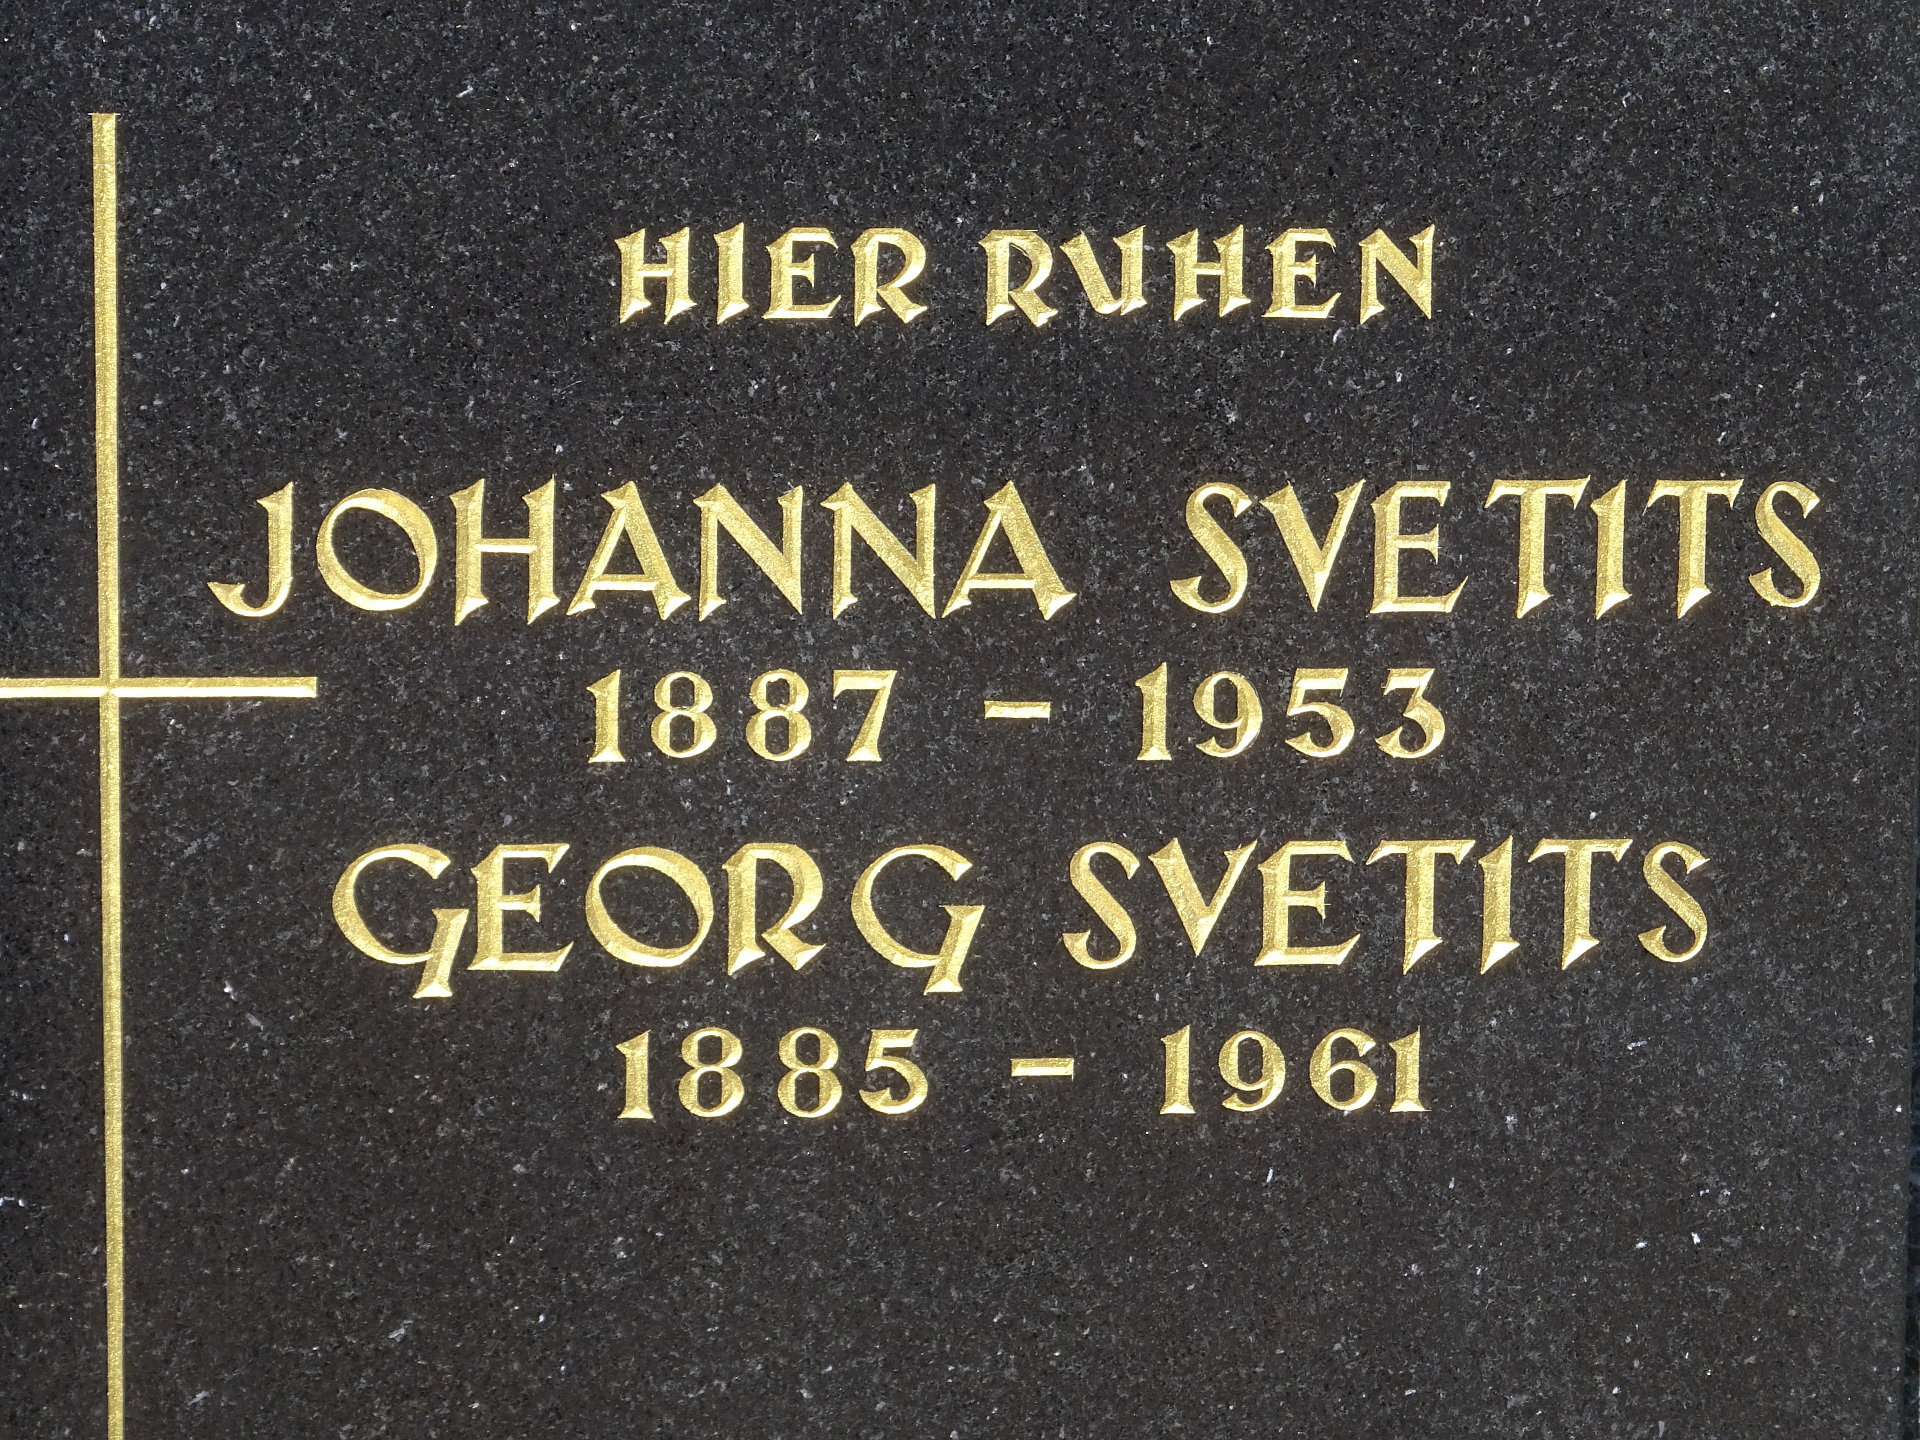 HIER RUHEN
JOHANNA SVETITS
1887 – 1953
GEORG SVETITS
1885 – 1961